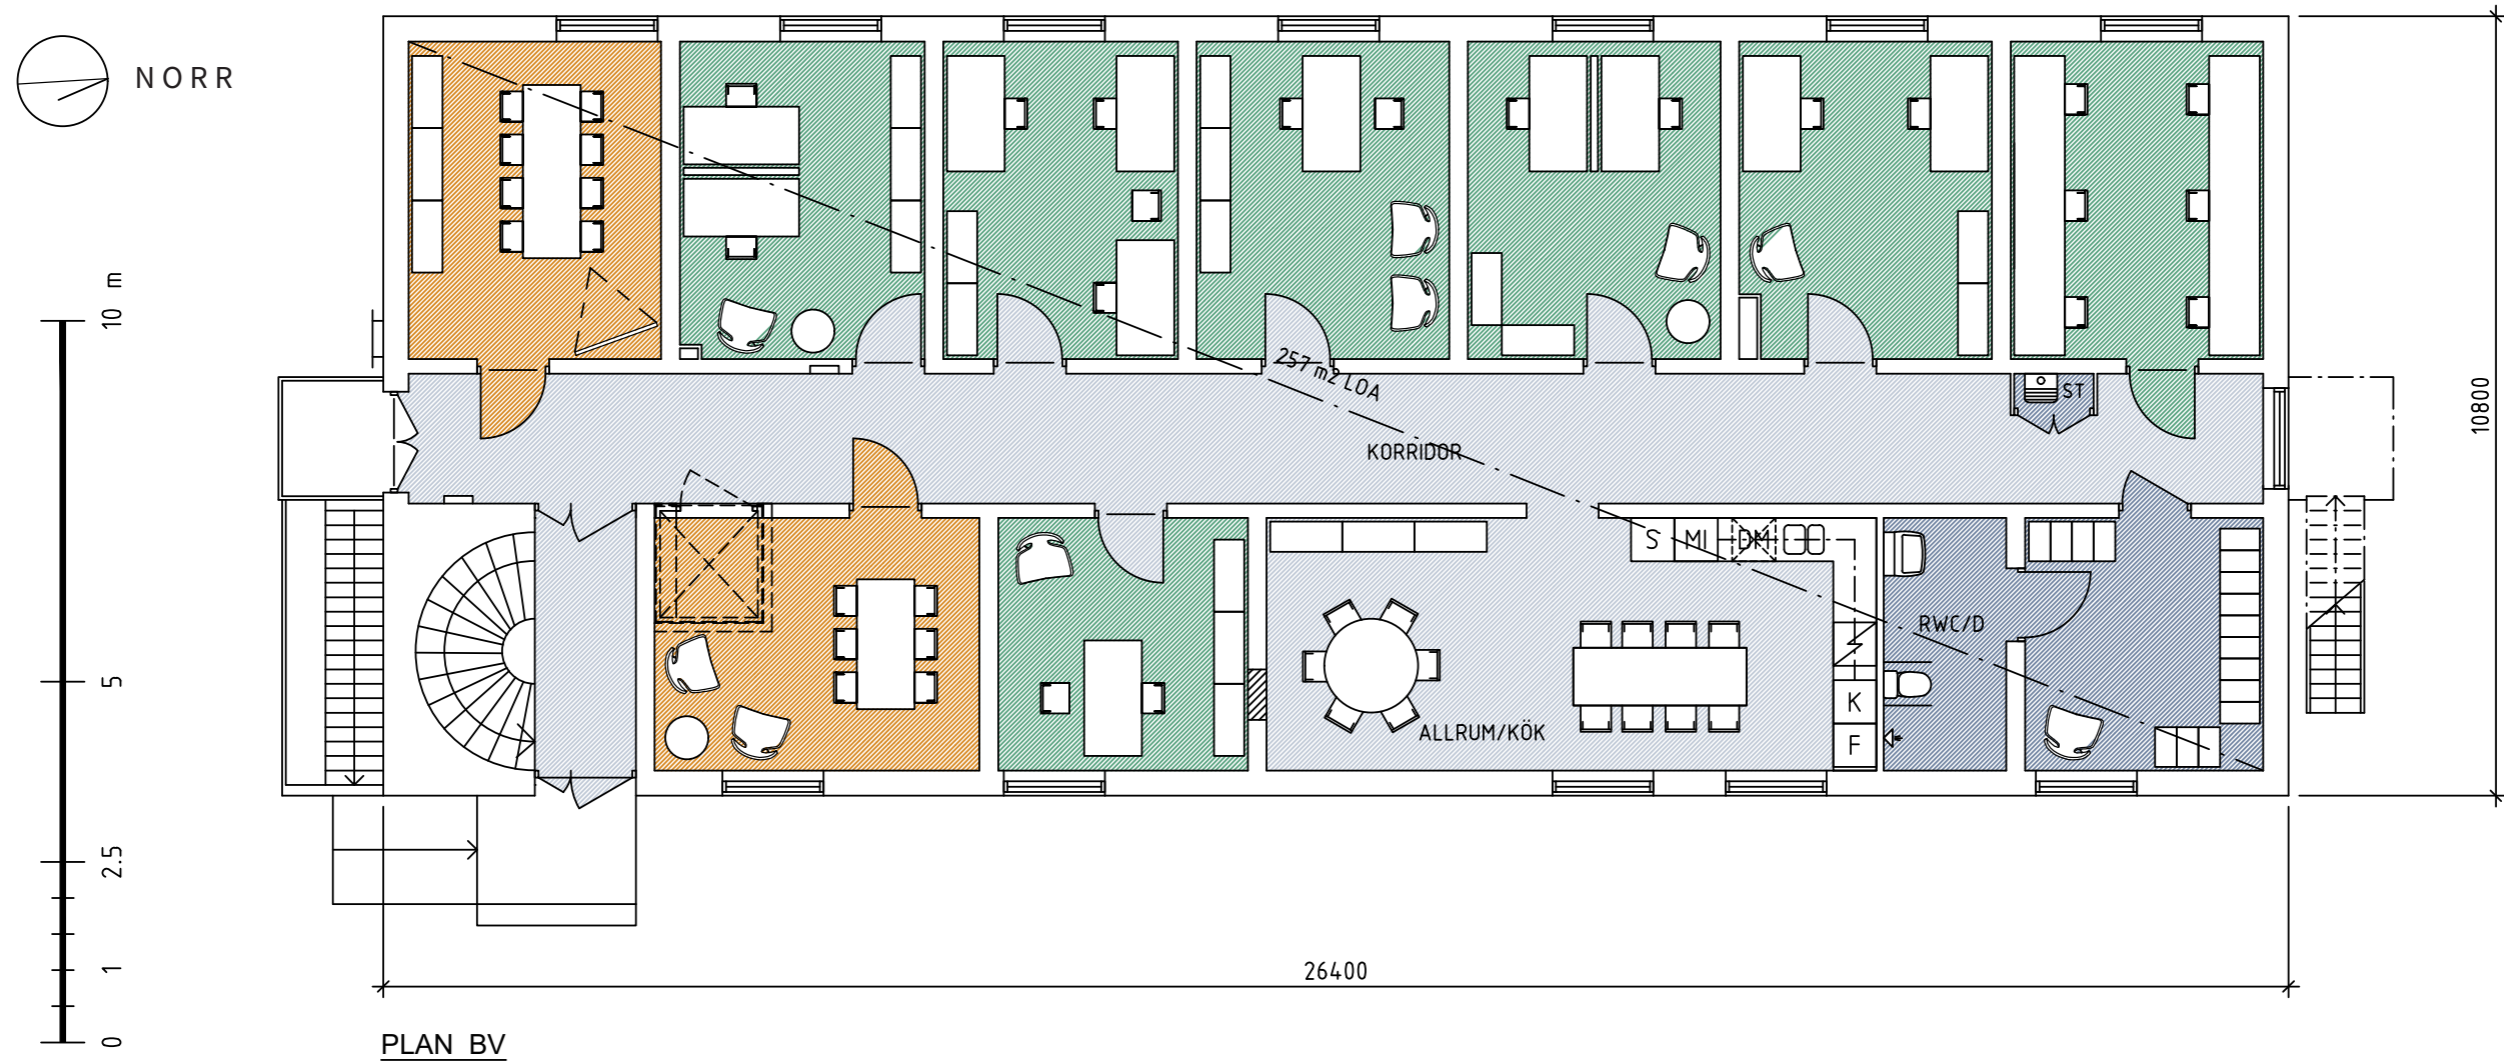 NORR
10 m
5
2.5
1
0
257 m2 LOA
KORRIDOR
ST
10800
S
MI
DM
K
F
RWC/D
ALLRUM/KÖK
26400
PLAN BV